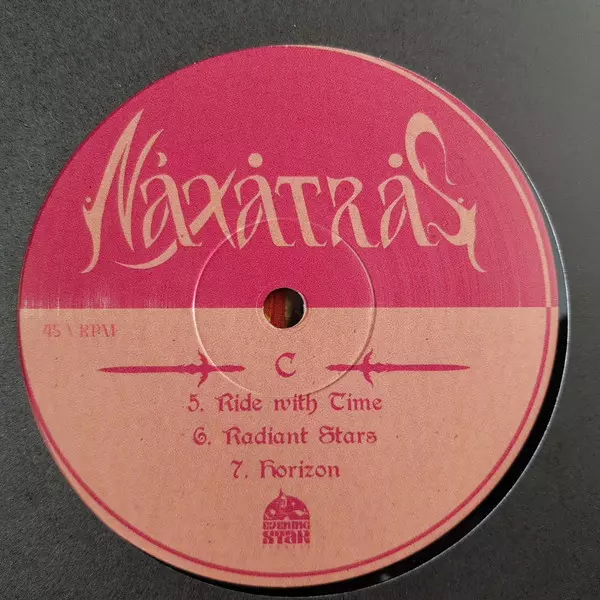 Naxatras
45 \ RPM
C
5. Ride with Time
6. Radiant Stars
7. Horizon
EVENING
STAR